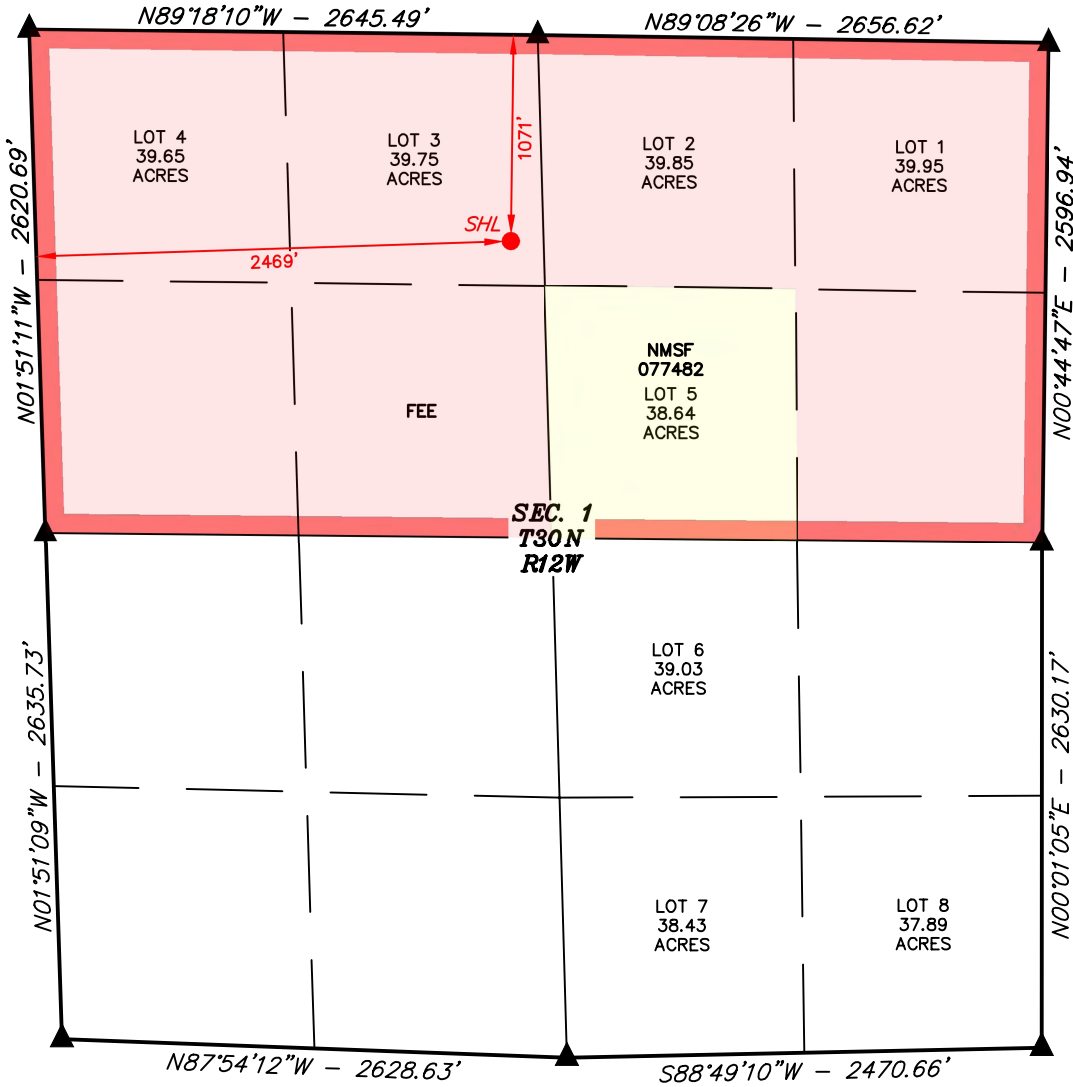 N89°18'10"W – 2645.49'
N89°08'26"W – 2656.62'
N01°51'11"W – 2620.69'
N00°44'47"E – 2596.94'
LOT 4
39.65
ACRES
LOT 3
39.75
ACRES
1071'
LOT 2
39.85
ACRES
LOT 1
39.95
ACRES
SHL
2469'
FEE
NMSF
077482
LOT 5
38.64
ACRES
SEC. 1
T30N
R12W
N01°51'09"W – 2635.73'
N00°01'05"E – 2630.17'
LOT 6
39.03
ACRES
LOT 7
38.43
ACRES
LOT 8
37.89
ACRES
N87°54'12"W – 2628.63'
S88°49'10"W – 2470.66'